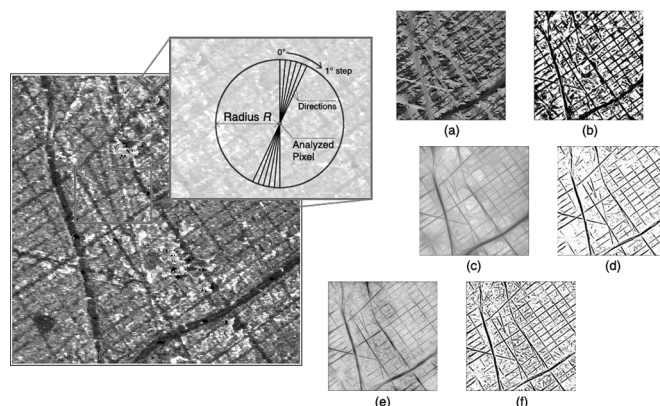 0°
1° step
Directions
Radius R
Analyzed
Pixel
(a)
(b)
(c)
(d)
(e)
(f)